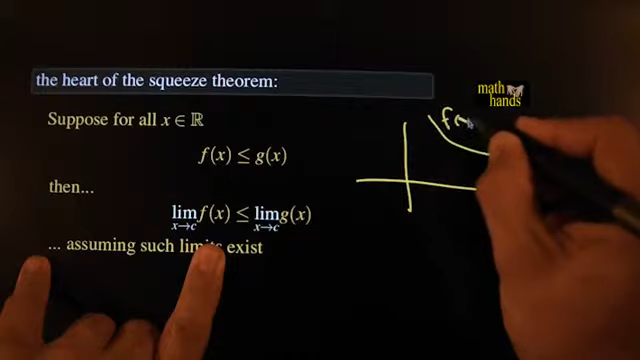 the heart of the squeeze theorem:
math
hands
Suppose for all x ∈ ℝ
f(x) ≤ g(x)
then...
lim f(x) ≤ lim g(x)
x→c x→c
... assuming such limits exist
f